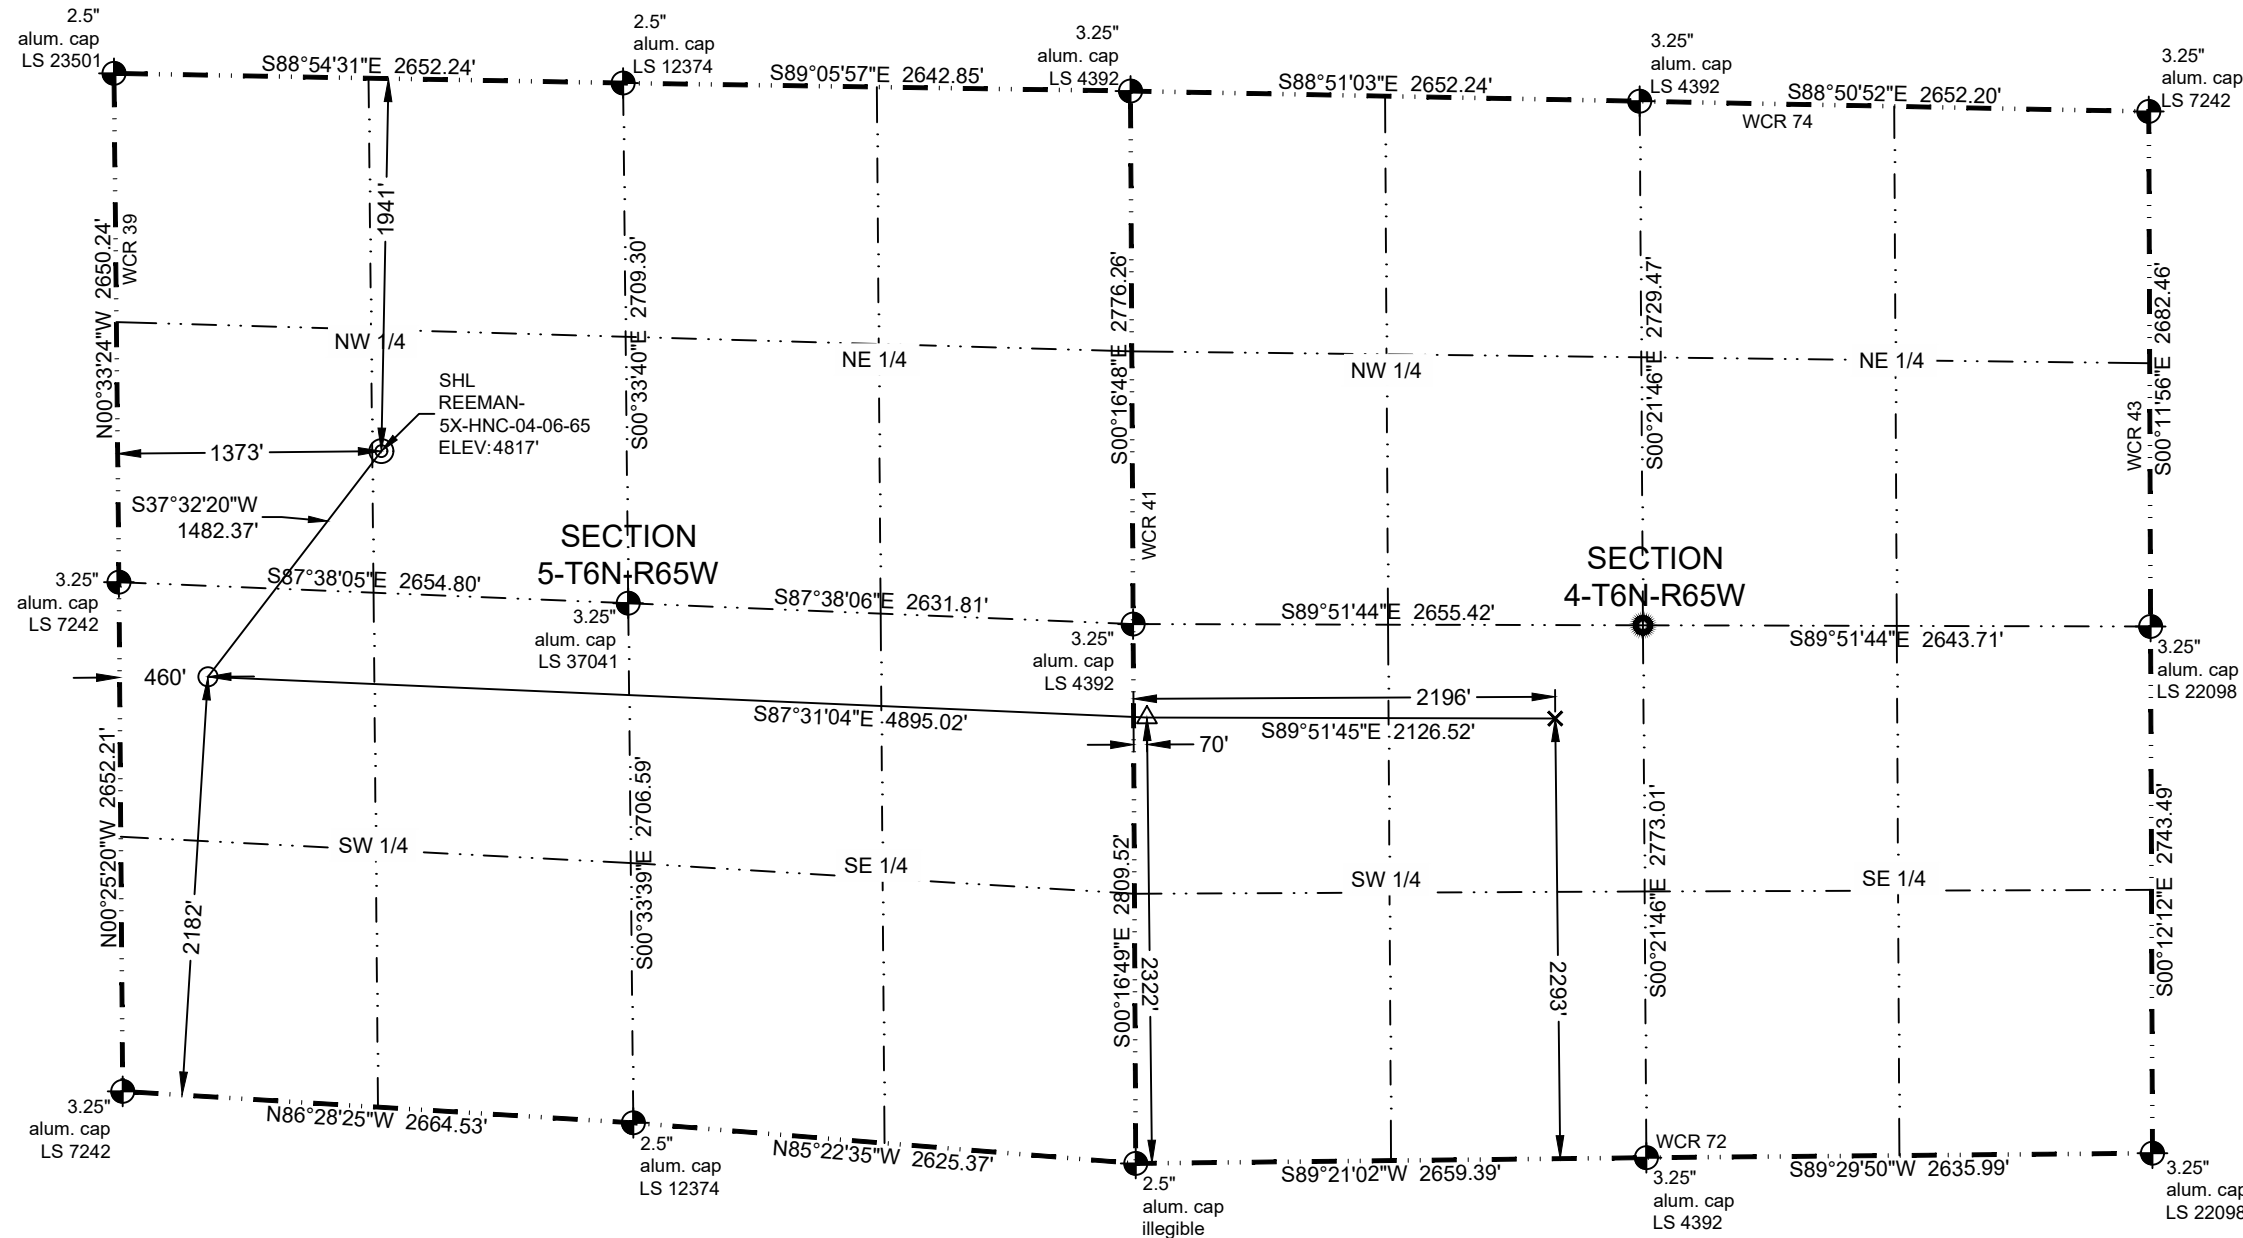 2.5"
alum. cap
LS 23501
S88°54'31"E 2652.24'
2.5"
alum. cap
LS 12374
S89°05'57"E 2642.85'
3.25"
alum. cap
LS 4392
S88°51'03"E 2652.24'
3.25"
alum. cap
LS 4392
S88°50'52"E 2652.20'
WCR 74
3.25"
alum. cap
LS 7242
N00°33'24"W 2650.24'
WCR 39
1941'
S00°33'40"E 2709.30'
S00°16'48"E 2776.26'
S00°21'46"E 2729.47'
S00°11'56"E 2682.46'
WCR 43
NW 1/4
NE 1/4
NW 1/4
NE 1/4
SHL
REEMAN-
5X-HNC-04-06-65
ELEV:4817'
1373'
S37°32'20"W
1482.37'
WCR 41
SECTION
5-T6N-R65W
SECTION
4-T6N-R65W
3.25"
alum. cap
LS 7242
S87°38'05"E 2654.80'
3.25"
alum. cap
LS 37041
S87°38'06"E 2631.81'
3.25"
alum. cap
LS 4392
S89°51'44"E 2655.42'
S89°51'44"E 2643.71'
3.25"
alum. cap
LS 22098
460'
S87°31'04"E 4895.02'
2196'
S89°51'45"E 2126.52'
70'
N00°25'20"W 2652.21'
2182'
S00°33'39"E 2706.59'
S00°16'49"E 2809.52'
2322'
2293'
S00°21'46"E 2773.01'
S00°12'12"E 2743.49'
SW 1/4
SE 1/4
SW 1/4
SE 1/4
3.25"
alum. cap
LS 7242
N86°28'25"W 2664.53'
2.5"
alum. cap
LS 12374
N85°22'35"W 2625.37'
2.5"
alum. cap
illegible
S89°21'02"W 2659.39'
WCR 72
3.25"
alum. cap
LS 4392
S89°29'50"W 2635.99'
3.25"
alum. cap
LS 22098